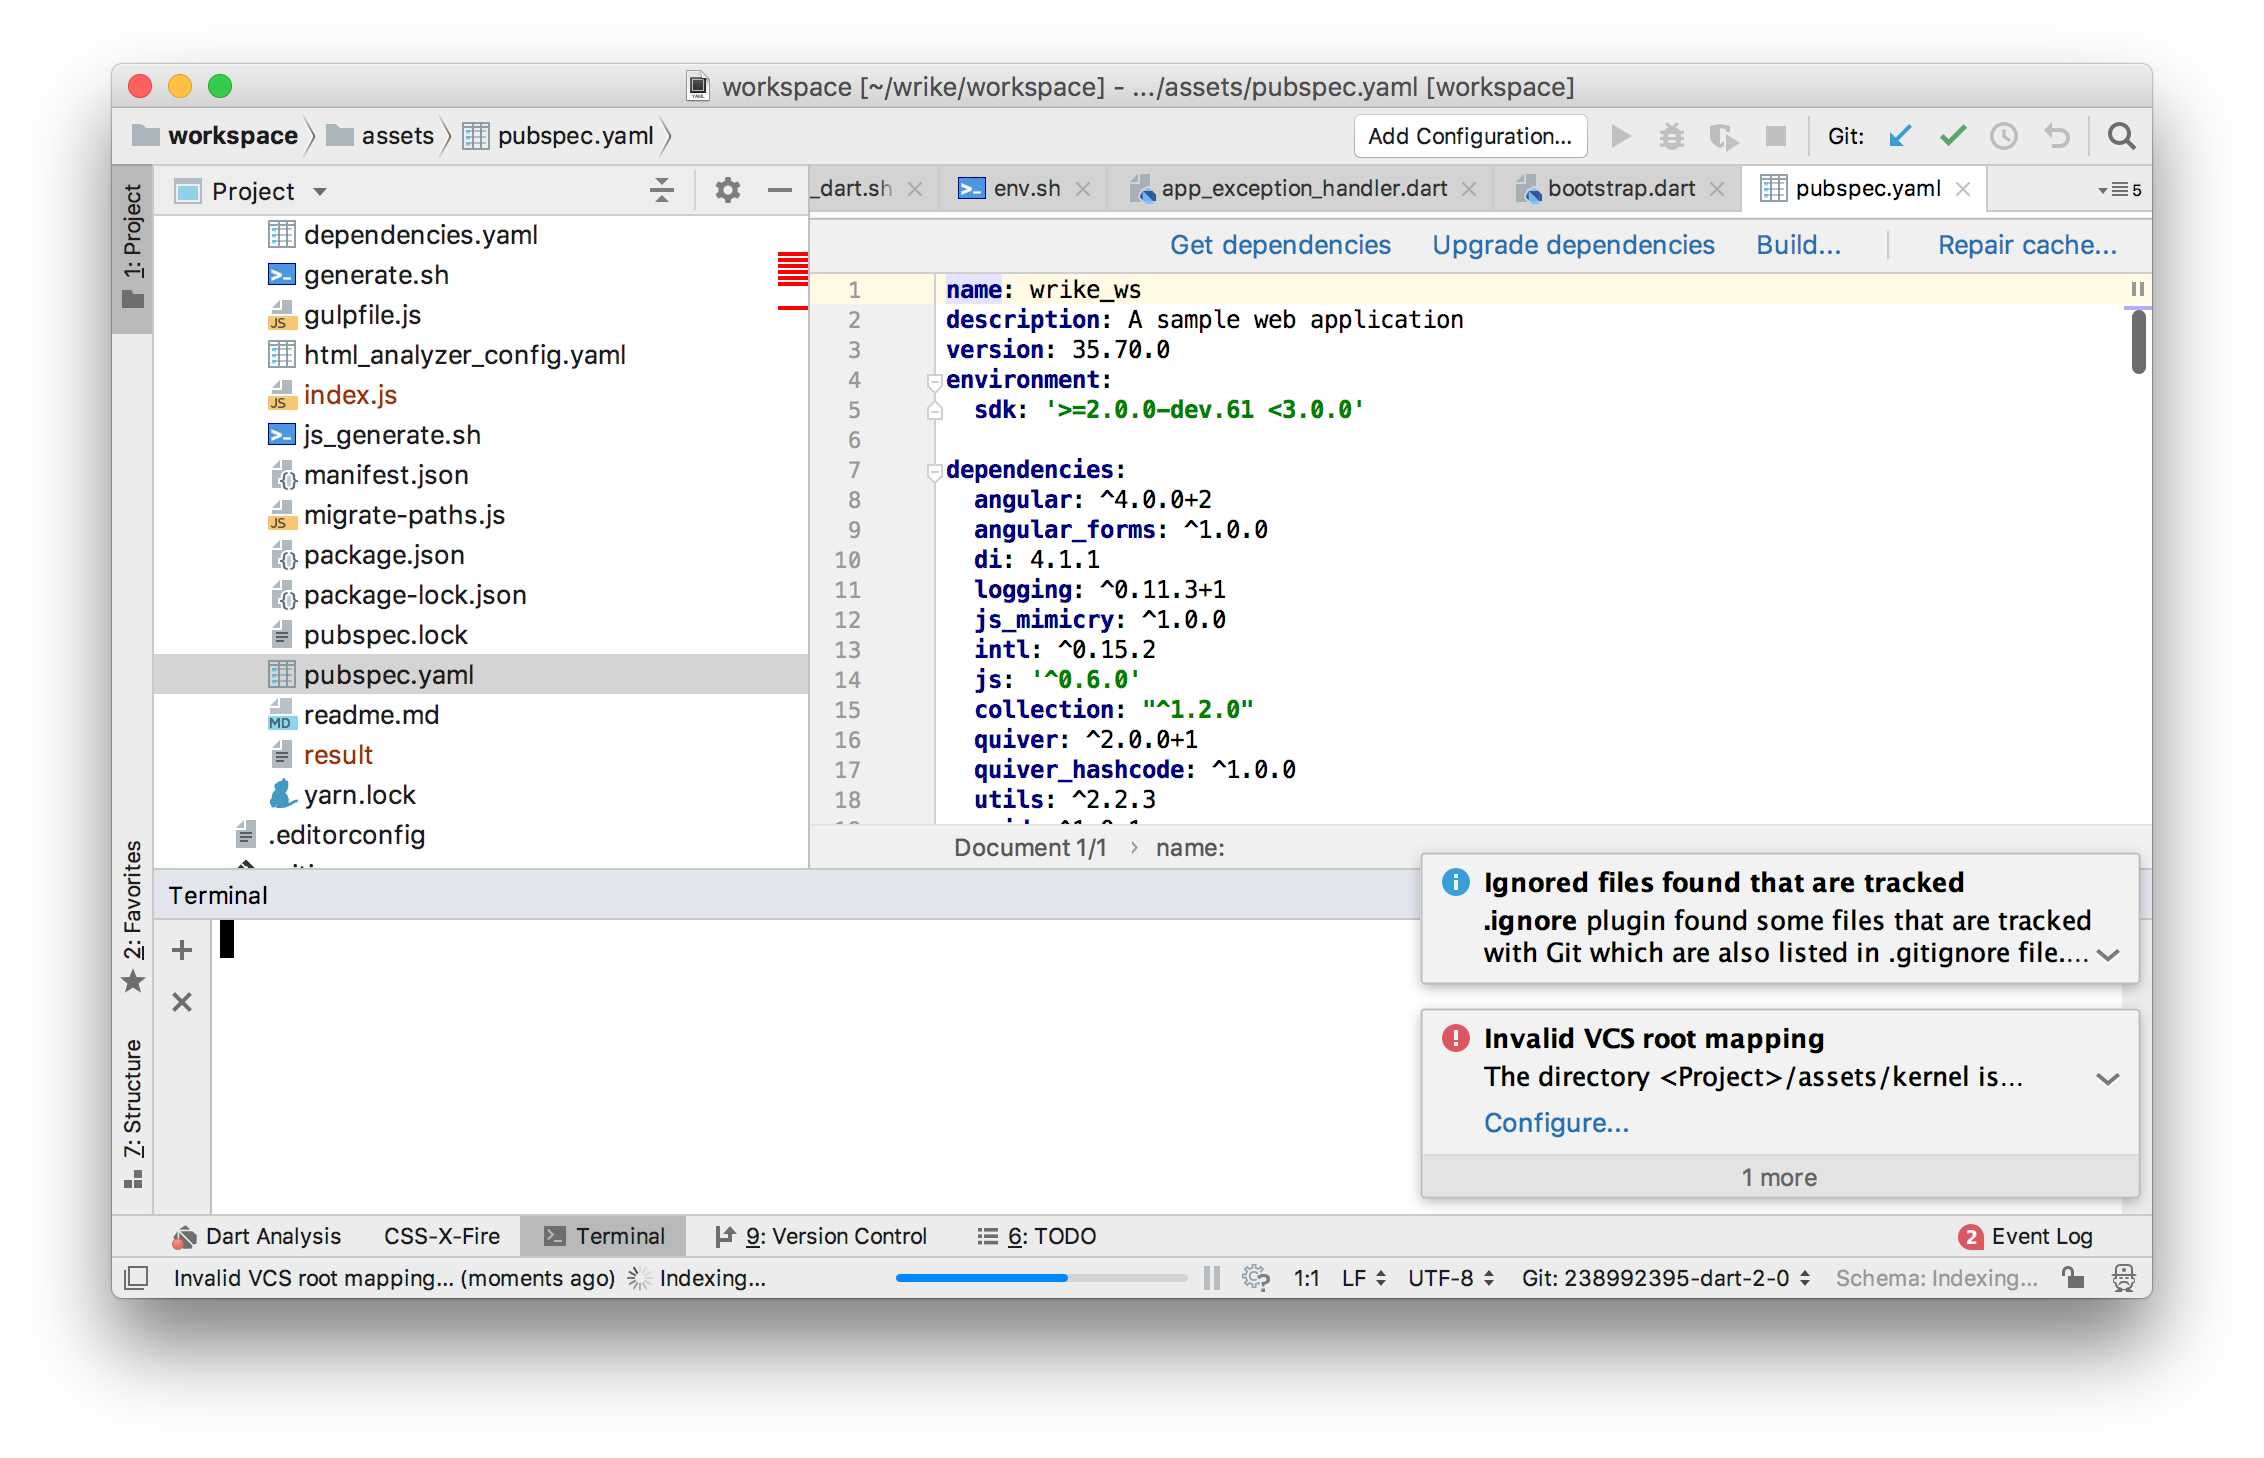 workspace [~/wrike/workspace] - .../assets/pubspec.yaml [workspace]
workspace assets pubspec.yaml Add Configuration... Git:
1: Project
Project
_dart.sh env.sh app_exception_handler.dart bootstrap.dart pubspec.yaml 5
Get dependencies Upgrade dependencies Build... Repair cache...
dependencies.yaml
generate.sh
gulpfile.js
html_analyzer_config.yaml
index.js
js_generate.sh
manifest.json
migrate-paths.js
package.json
package-lock.json
pubspec.lock
pubspec.yaml
readme.md
result
yarn.lock
.editorconfig
1 name: wrike_ws
2 description: A sample web application
3 version: 35.70.0
4 environment:
5 sdk: '>=2.0.0-dev.61 <3.0.0'
6
7 dependencies:
8 angular: ^4.0.0+2
9 angular_forms: ^1.0.0
10 di: 4.1.1
11 logging: ^0.11.3+1
12 js_mimicry: ^1.0.0
13 intl: ^0.15.2
14 js: '^0.6.0'
15 collection: "^1.2.0"
16 quiver: ^2.0.0+1
17 quiver_hashcode: ^1.0.0
18 utils: ^2.2.3
Document 1/1 › name:
2: Favorites
7: Structure
Terminal
Ignored files found that are tracked
.ignore plugin found some files that are tracked
with Git which are also listed in .gitignore file....
Invalid VCS root mapping
The directory <Project>/assets/kernel is...
Configure...
1 more
Dart Analysis CSS-X-Fire Terminal 9: Version Control 6: TODO 2 Event Log
Invalid VCS root mapping... (moments ago) Indexing... 1:1 LF UTF-8 Git: 238992395-dart-2-0 Schema: Indexing...